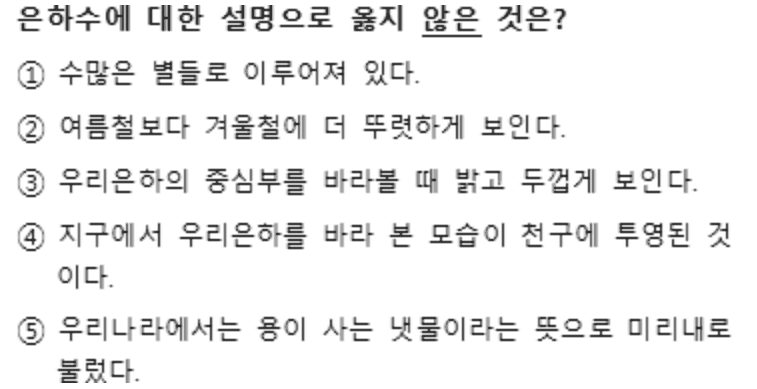 은하수에 대한 설명으로 옳지 않은 것은?
① 수많은 별들로 이루어져 있다.
② 여름철보다 겨울철에 더 뚜렷하게 보인다.
③ 우리은하의 중심부를 바라볼 때 밝고 두껍게 보인다.
④ 지구에서 우리은하를 바라 본 모습이 천구에 투영된 것
이다.
⑤ 우리나라에서는 용이 사는 냇물이라는 뜻으로 미리내로
불렀다.